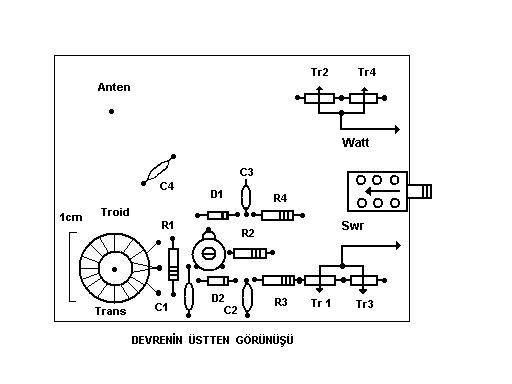 Tr2 Tr4
Anten
Watt
C3
C4
D1 R4
1cm Troid R1 Swr
R2
Trans C1 D2 C2 R3 Tr 1 Tr3
DEVRENİN ÜSTTEN GÖRÜNÜŞÜ